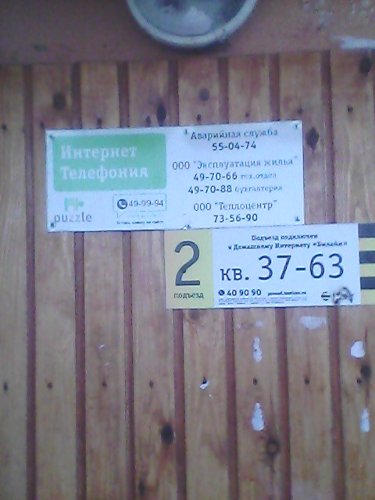 Интернет
Телефония
puzzle
49-99-94
Аварийная служба
55-04-74
ООО "Эксплуатация жилья"
49-70-66 тех.отдел
49-70-88 бухгалтерия
ООО "Теплоцентр"
73-56-90
2
подъезд
Подъезд подключен
к Домашнему Интернету «Билайн»
кв. 37-63
40 90 90